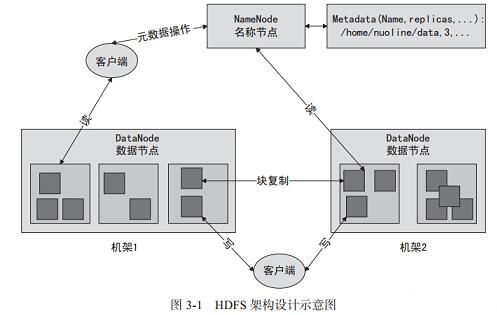 NameNode
名称节点
Metadata(Name,replicas,...):
/home/nuoline/data,3,...
元数据操作
客户端
读
读
DataNode
数据节点
DataNode
数据节点
块复制
机架1
写
写
机架2
客户端
图 3-1 HDFS 架构设计示意图